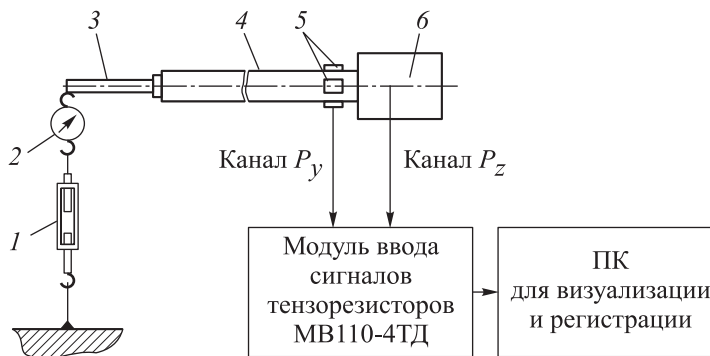 3
4
5
6
2
1
Канал Py
Канал Pz
Модуль ввода
сигналов
тензорезисторов
МВ110-4ТД
ПК
для визуализации
и регистрации